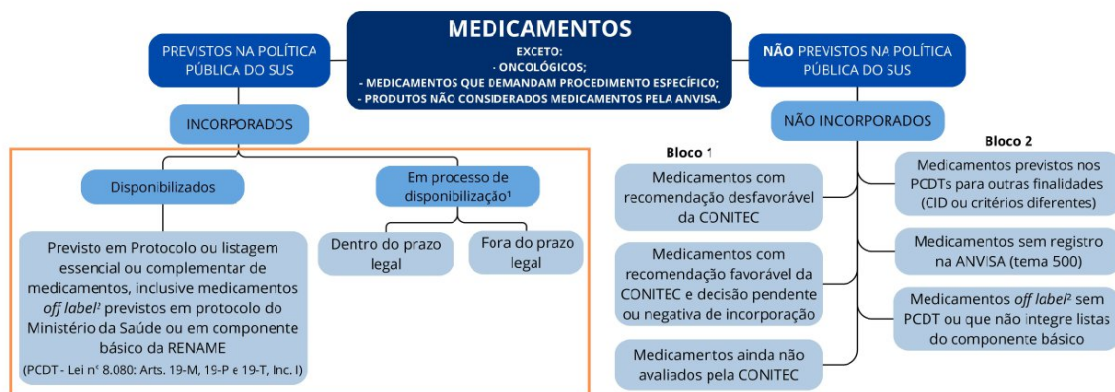 MEDICAMENTOS
EXCETO:
- ONCOLÓGICOS;
- MEDICAMENTOS QUE DEMANDAM PROCEDIMENTO ESPECÍFICO;
- PRODUTOS NÃO CONSIDERADOS MEDICAMENTOS PELA ANVISA.
PREVISTOS NA POLÍTICA
PÚBLICA DO SUS
INCORPORADOS
Disponibilizados
Previsto em Protocolo ou listagem
essencial ou complementar de
medicamentos, inclusive medicamentos
off label² previstos em protocolo do
Ministério da Saúde ou em componente
básico da RENAME
(PCDT - Lei n° 8.080: Arts. 19-M, 19-P e 19-T, Inc. I)
Em processo de
disponibilização¹
Dentro do prazo
legal
Fora do prazo
legal
NÃO PREVISTOS NA POLÍTICA
PÚBLICA DO SUS
NÃO INCORPORADOS
Bloco 1
Medicamentos com
recomendação desfavorável
da CONITEC
Medicamentos com
recomendação favorável da
CONITEC e decisão pendente
ou negativa de incorporação
Medicamentos ainda não
avaliados pela CONITEC
Bloco 2
Medicamentos previstos nos
PCDTs para outras finalidades
(CID ou critérios diferentes)
Medicamentos sem registro
na ANVISA (tema 500)
Medicamentos off label² sem
PCDT ou que não integre listas
do componente básico